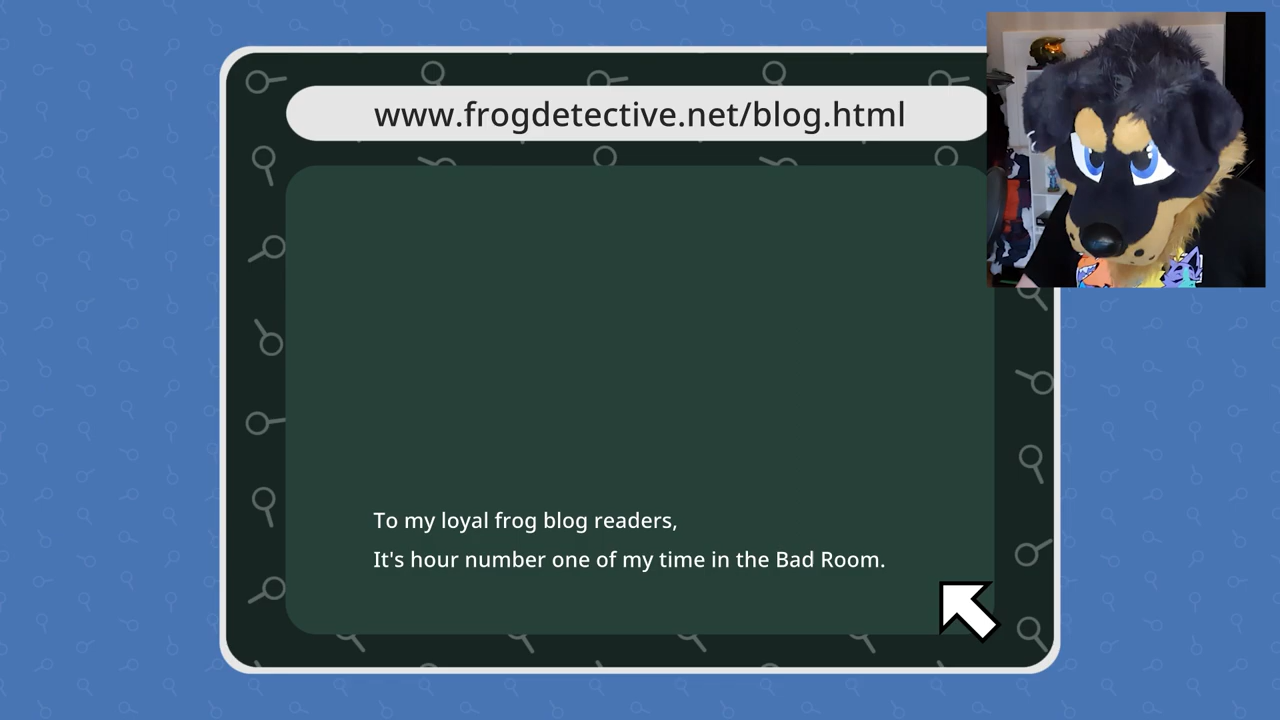 www.frogdetective.net/blog.html
To my loyal frog blog readers,
It's hour number one of my time in the Bad Room.